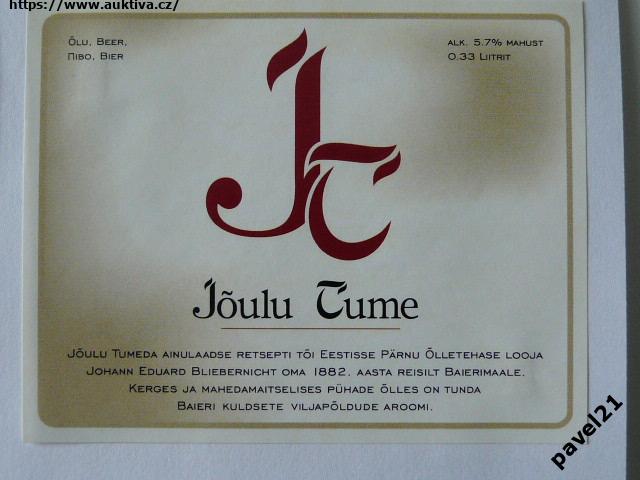 https://www.auktiva.cz/
Õlu, Beer,
Пibo, Bier
alk. 5.7% mahust
0.33 Liitrit
Jõulu Tume
Jõulu Tumeda ainulaadse retsepti tõi Eestisse Pärnu Õlletehase looja
Johann Eduard Bliebernicht oma 1882. aasta reisilt Baierimaale.
Kerges ja mahedamaitselises pühade õlles on tunda
Baieri kuldsete viljapõldude aroomi.
pavel21